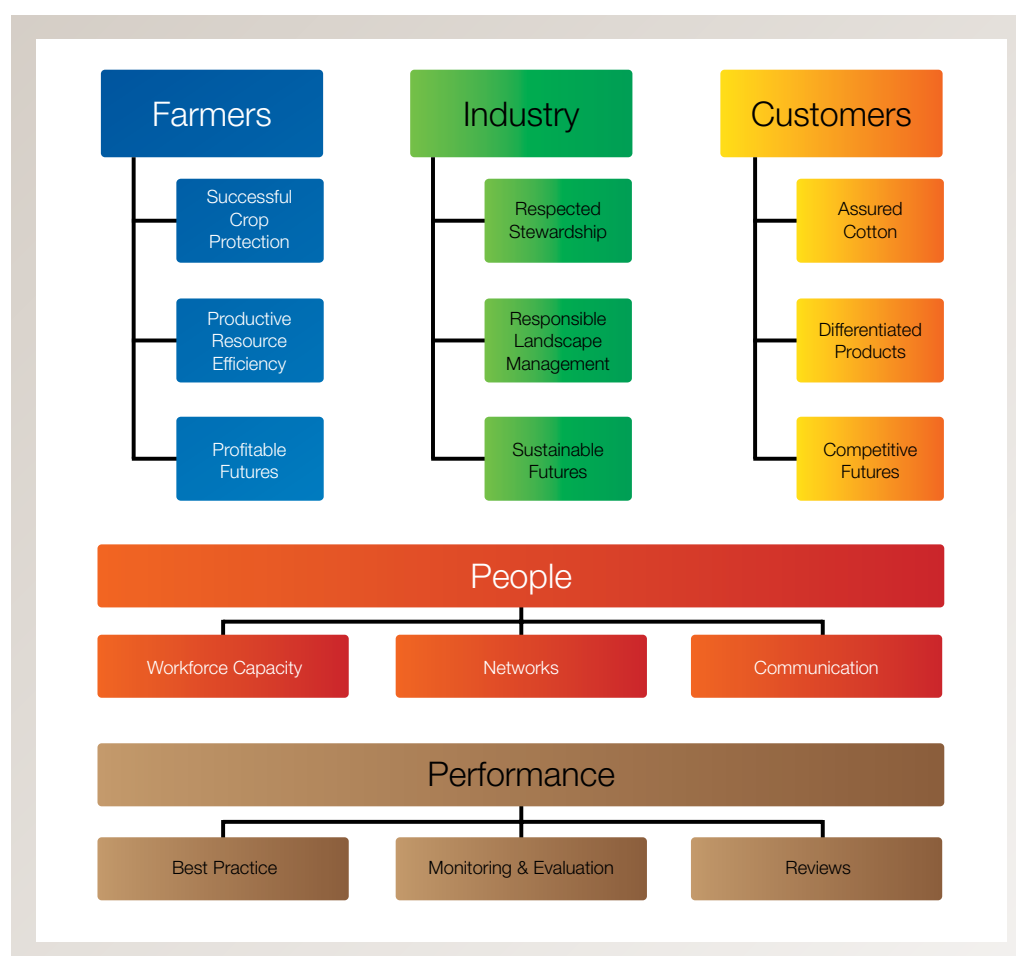 Farmers
Successful
Crop
Protection
Productive
Resource
Efficiency
Profitable
Futures
Industry
Respected
Stewardship
Responsible
Landscape
Management
Sustainable
Futures
Customers
Assured
Cotton
Differentiated
Products
Competitive
Futures
People
Workforce Capacity
Networks
Communication
Performance
Best Practice
Monitoring & Evaluation
Reviews